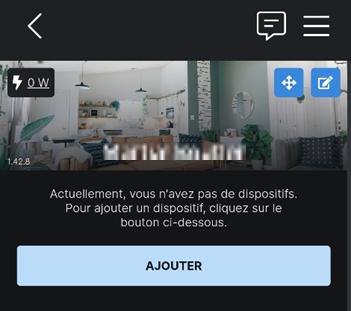 0 W
1.42.8
Actuellement, vous n'avez pas de dispositifs.
Pour ajouter un dispositif, cliquez sur le
bouton ci-dessous.
AJOUTER